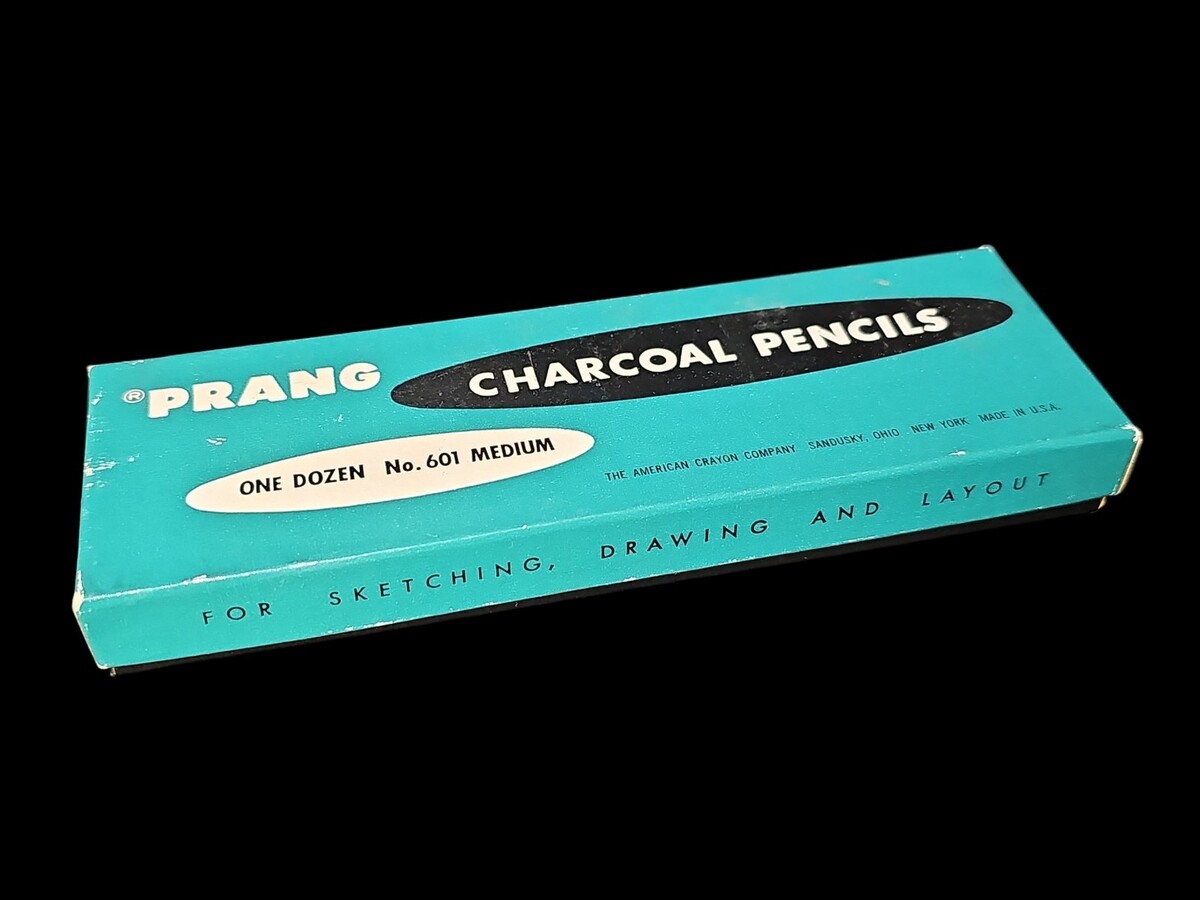 ® PRANG
CHARCOAL PENCILS
ONE DOZEN No. 601 MEDIUM
THE AMERICAN CRAYON COMPANY SANDUSKY, OHIO NEW YORK MADE IN U.S.A.
FOR SKETCHING, DRAWING AND LAYOUT